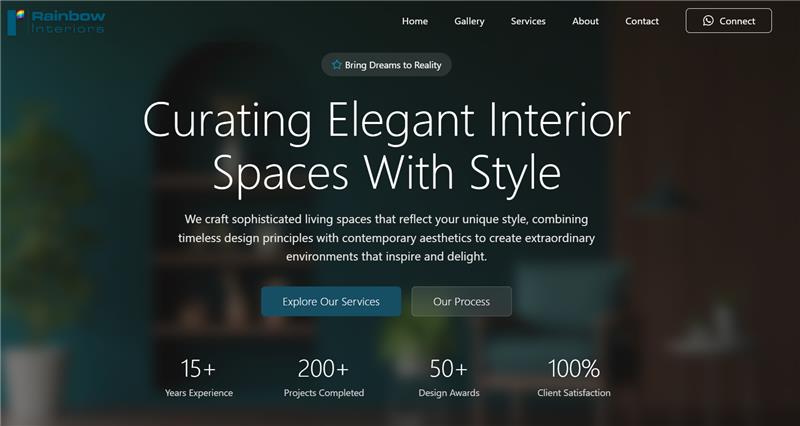 Rainbow
Interiors
Home
Gallery
Services
About
Contact
Connect
Bring Dreams to Reality
Curating Elegant Interior
Spaces With Style
We craft sophisticated living spaces that reflect your unique style, combining
timeless design principles with contemporary aesthetics to create extraordinary
environments that inspire and delight.
Explore Our Services
Our Process
15+
Years Experience
200+
Projects Completed
50+
Design Awards
100%
Client Satisfaction